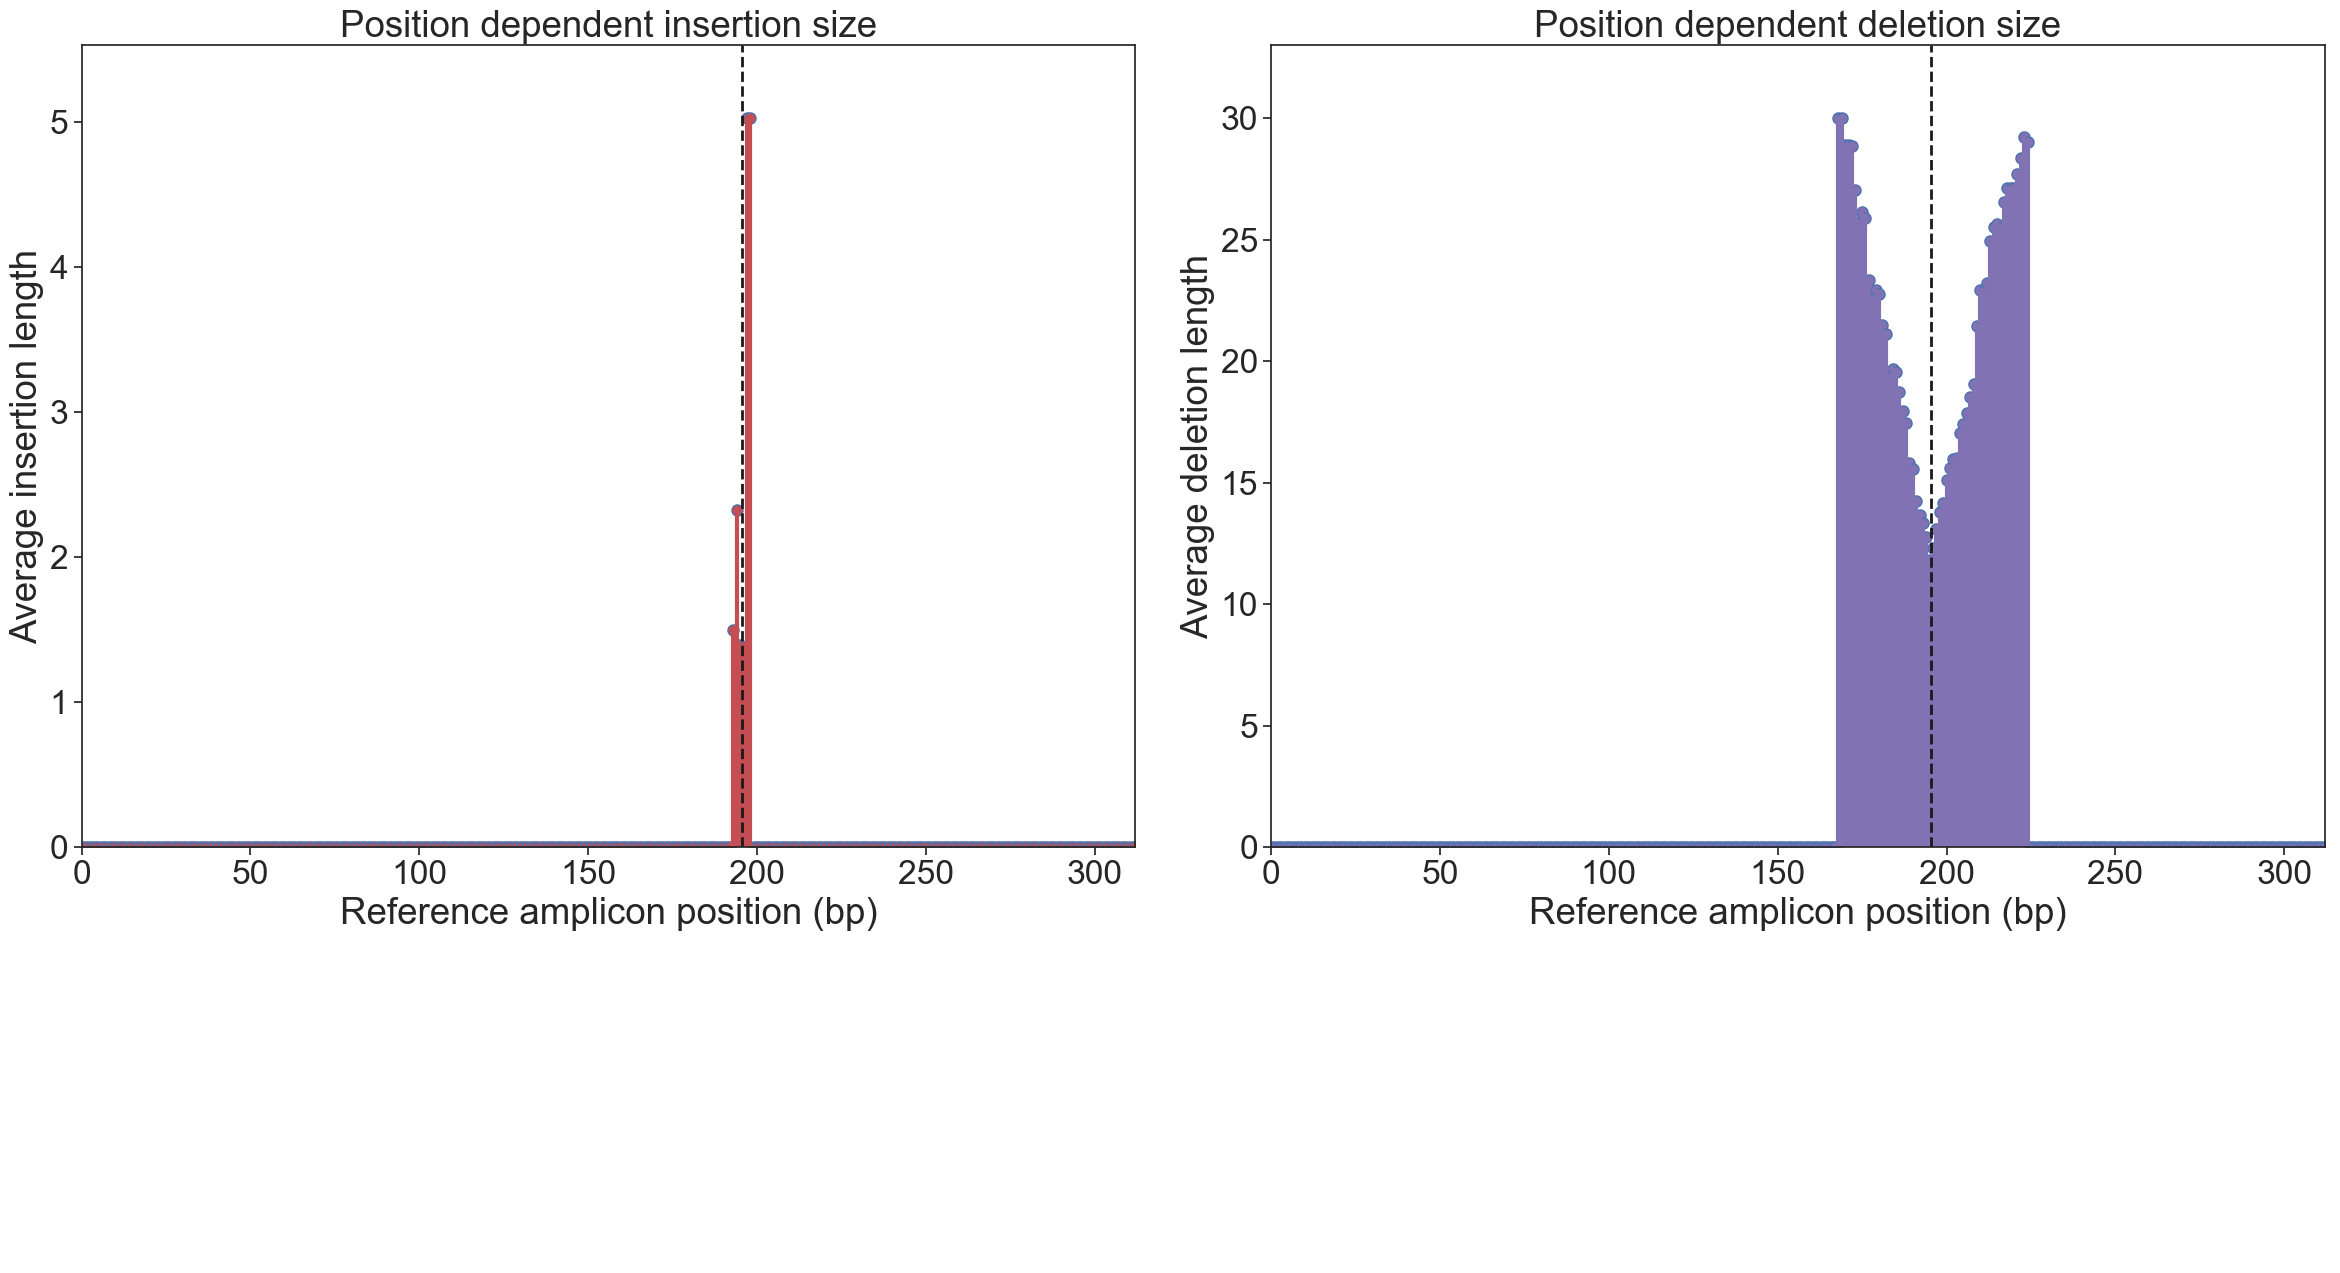 Position dependent insertion size
Average insertion length
5
4
3
2
1
0
0 50 100 150 200 250 300
Reference amplicon position (bp)
Position dependent deletion size
Average deletion length
30
25
20
15
10
5
0
0 50 100 150 200 250 300
Reference amplicon position (bp)